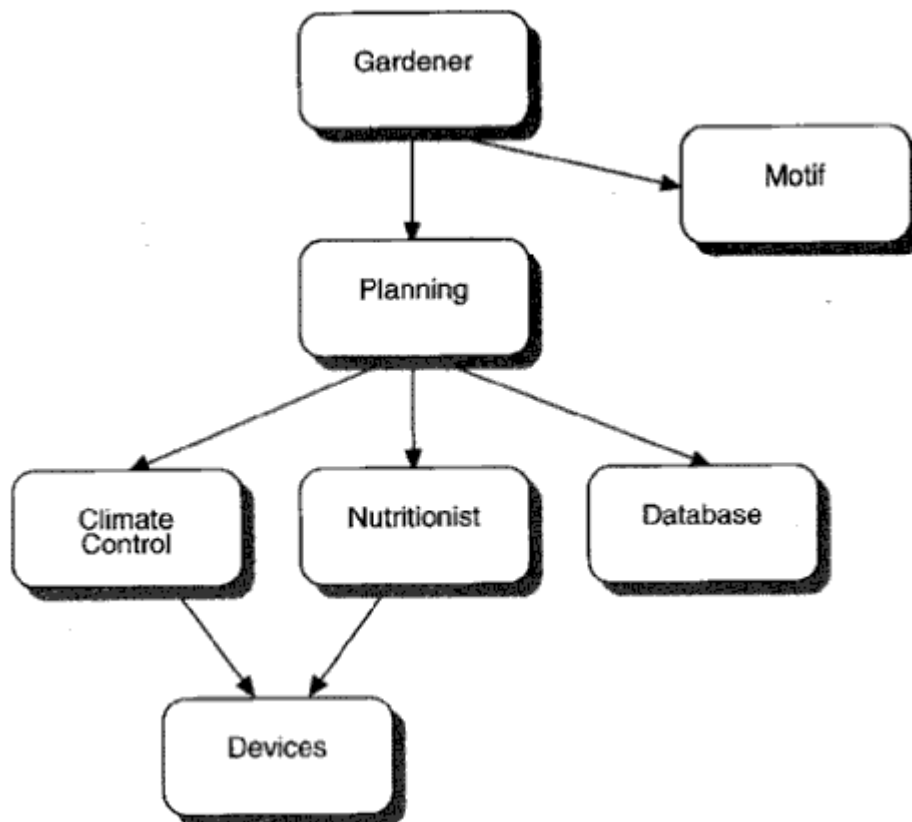 Gardener
Motif
Planning
Climate
Control
Nutritionist
Database
Devices